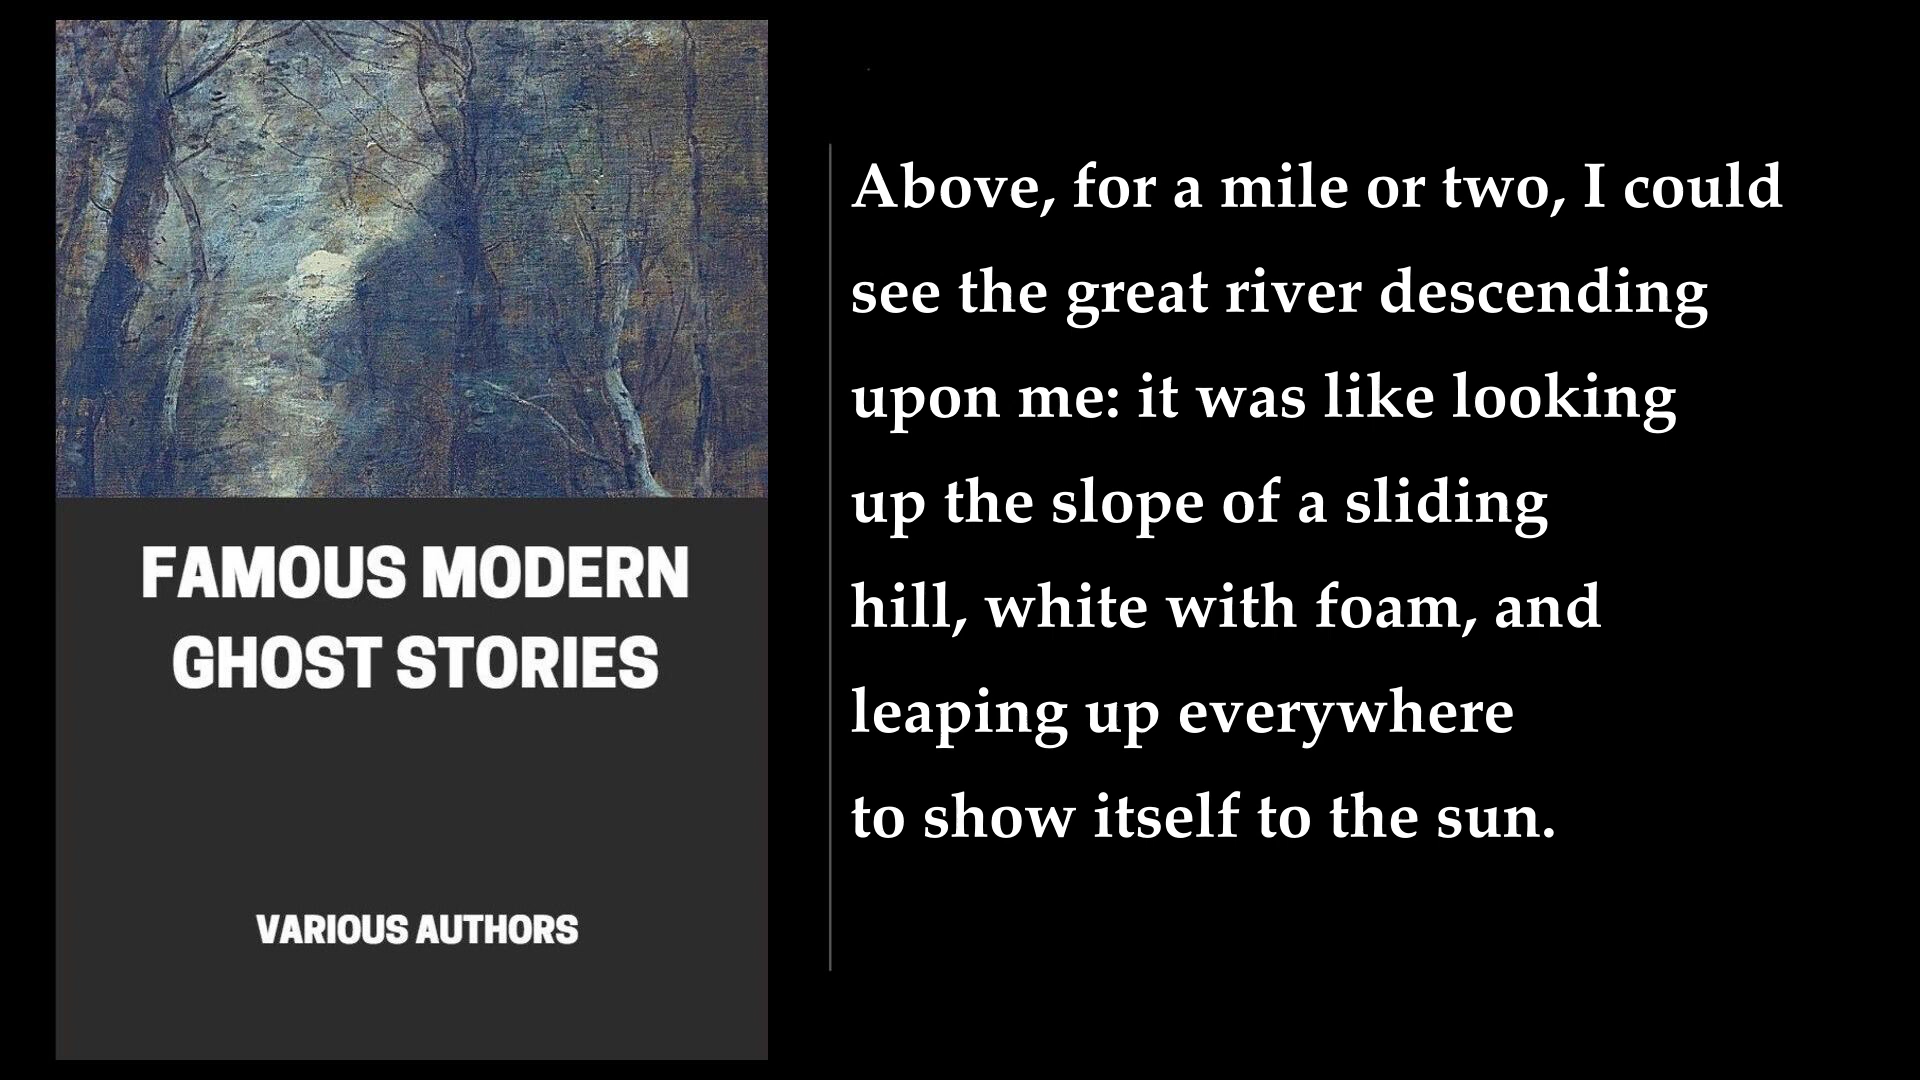 FAMOUS MODERN
GHOST STORIES
VARIOUS AUTHORS
Above, for a mile or two, I could
see the great river descending
upon me: it was like looking
up the slope of a sliding
hill, white with foam, and
leaping up everywhere
to show itself to the sun.